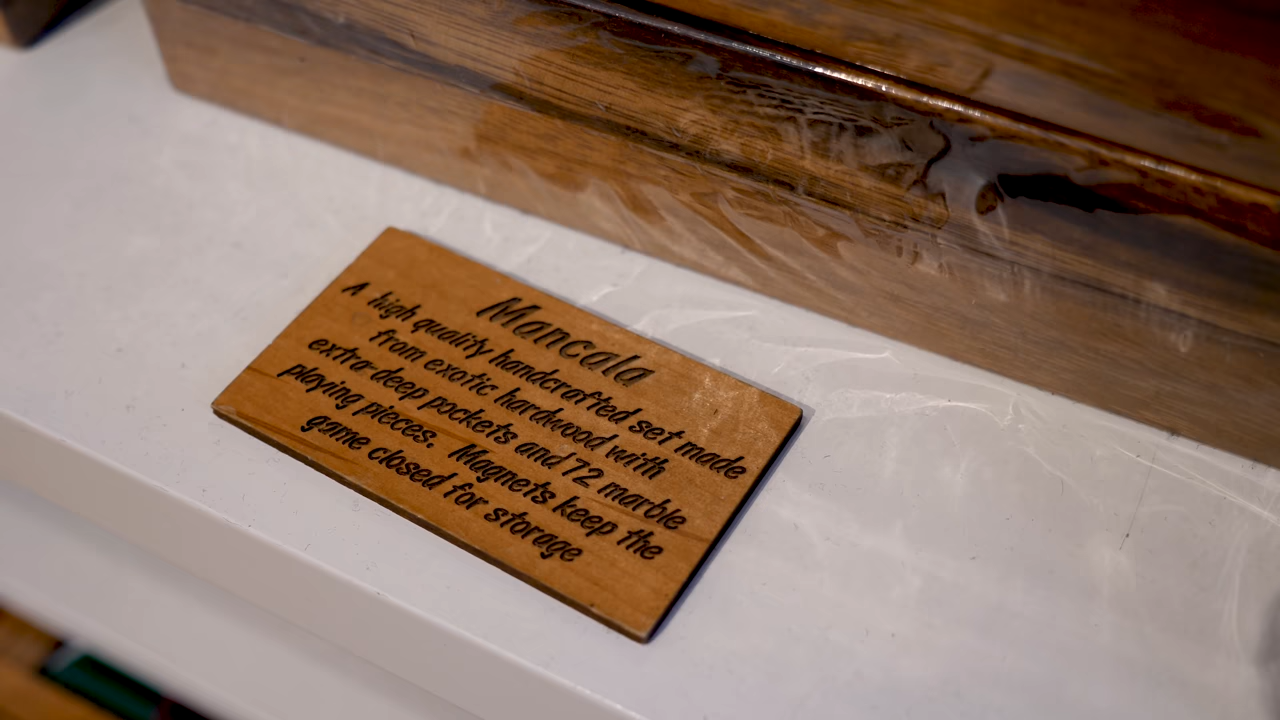 Mancala
A high quality handcrafted set made
from exotic hardwood with
extra-deep pockets and 72 marble
playing pieces. Magnets keep the
game closed for storage